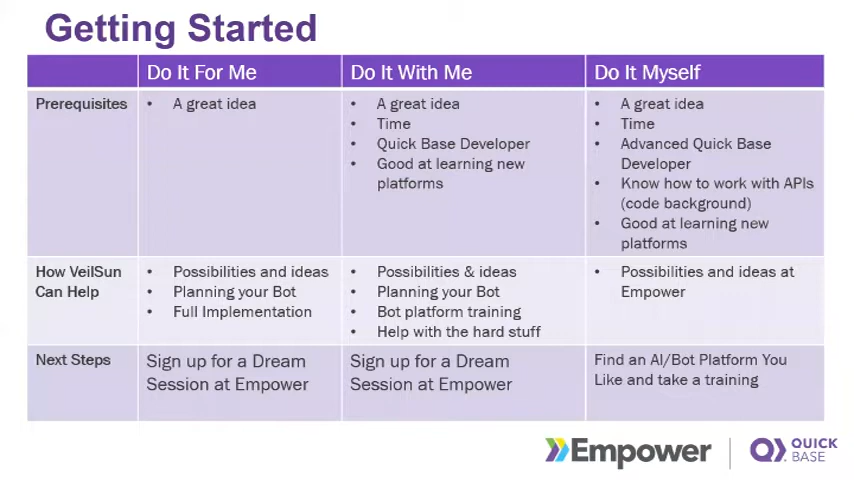 Getting Started
Do It For Me
Do It With Me
Do It Myself
Prerequisites
• A great idea
• A great idea
• Time
• Quick Base Developer
• Good at learning new
platforms
• A great idea
• Time
• Advanced Quick Base
Developer
• Know how to work with APIs
(code background)
• Good at learning new
platforms
How VeilSun
Can Help
• Possibilities and ideas
• Planning your Bot
• Full Implementation
• Possibilities & ideas
• Planning your Bot
• Bot platform training
• Help with the hard stuff
• Possibilities and ideas at
Empower
Next Steps
Sign up for a Dream
Session at Empower
Sign up for a Dream
Session at Empower
Find an AI/Bot Platform You
Like and take a training
Empower
QUICK
BASE